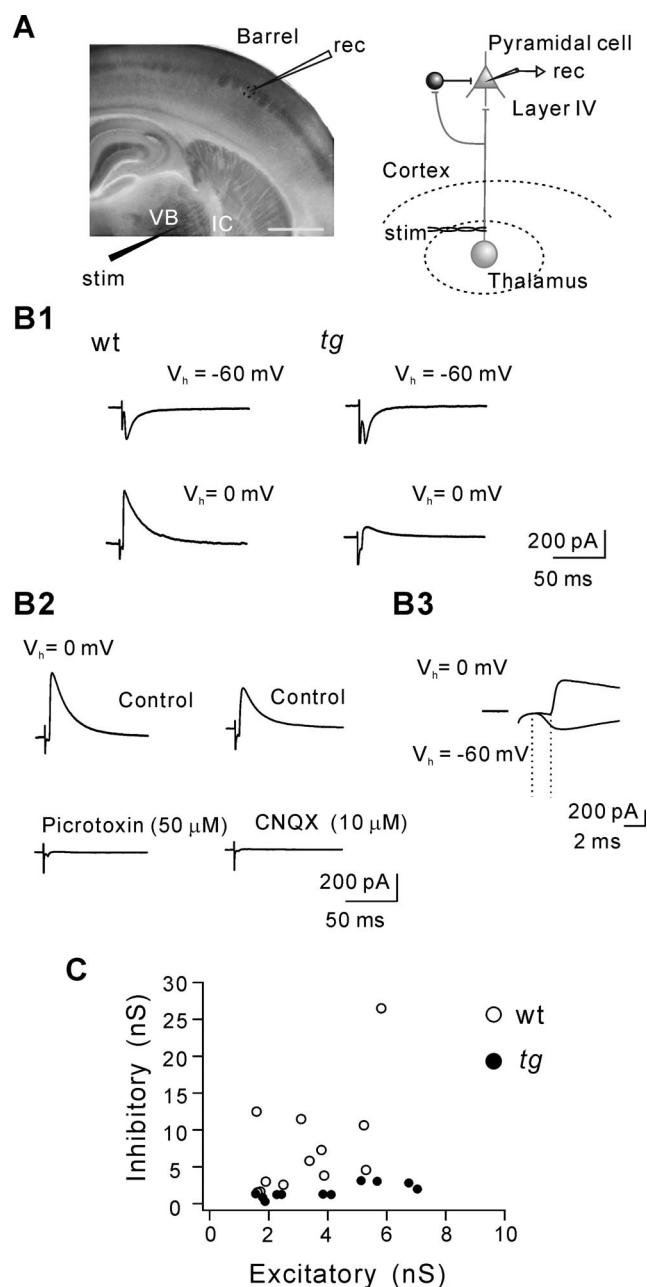 A
Barrel
rec
VB
IC
stim
Pyramidal cell
rec
Layer IV
Cortex
stim
Thalamus
B1
wt
tg
Vh = -60 mV
Vh = -60 mV
Vh= 0 mV
Vh= 0 mV
200 pA
50 ms
B2
B3
Vh= 0 mV
Control
Control
Vh= 0 mV
Vh= -60 mV
Picrotoxin (50 μM)
CNQX (10 μM)
200 pA
2 ms
200 pA
50 ms
C
Inhibitory (nS)
30
25
20
15
10
5
0
0
2
4
6
8
10
Excitatory (nS)
wt
tg